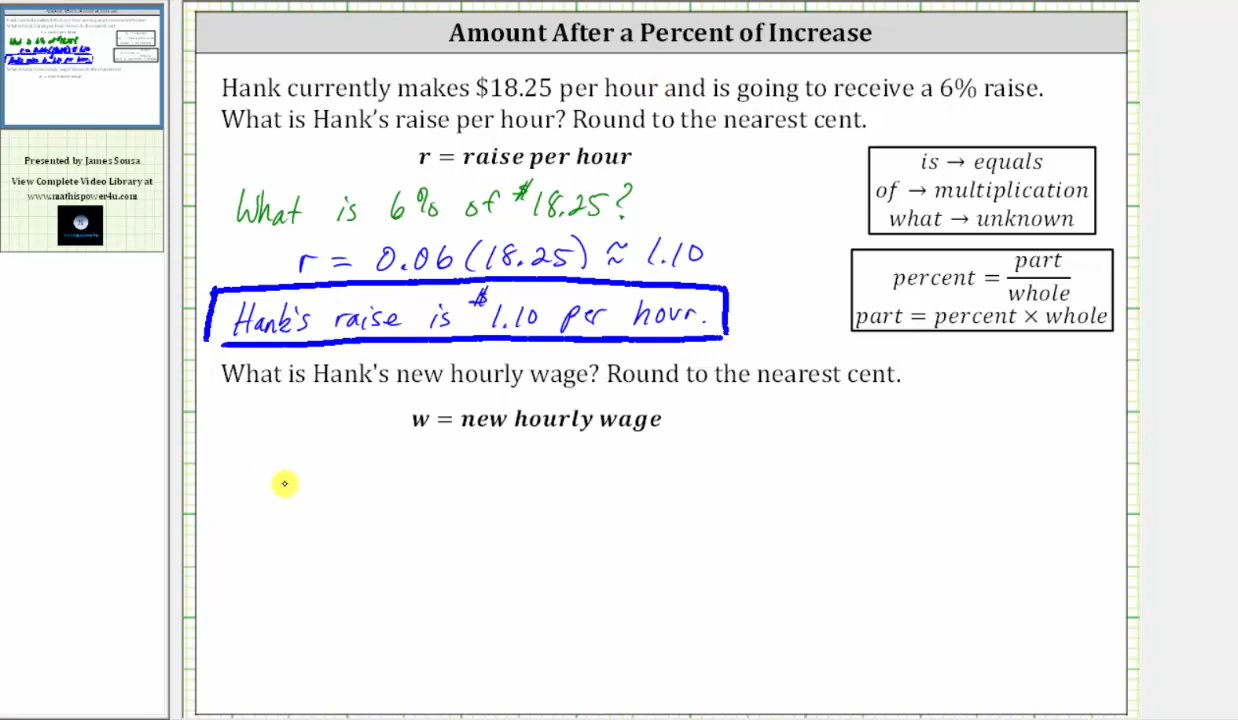 Presented by James Sousa
View Complete Video Library at
www.mathispower4u.com
Amount After a Percent of Increase
Hank currently makes $18.25 per hour and is going to receive a 6% raise.
What is Hank's raise per hour? Round to the nearest cent.
r = raise per hour
What is 6% of $18.25?
r = 0.06(18.25) ≈ 1.10
Hank's raise is $1.10 per hour.
is → equals
of → multiplication
what → unknown
percent = part/whole
part = percent × whole
What is Hank's new hourly wage? Round to the nearest cent.
w = new hourly wage